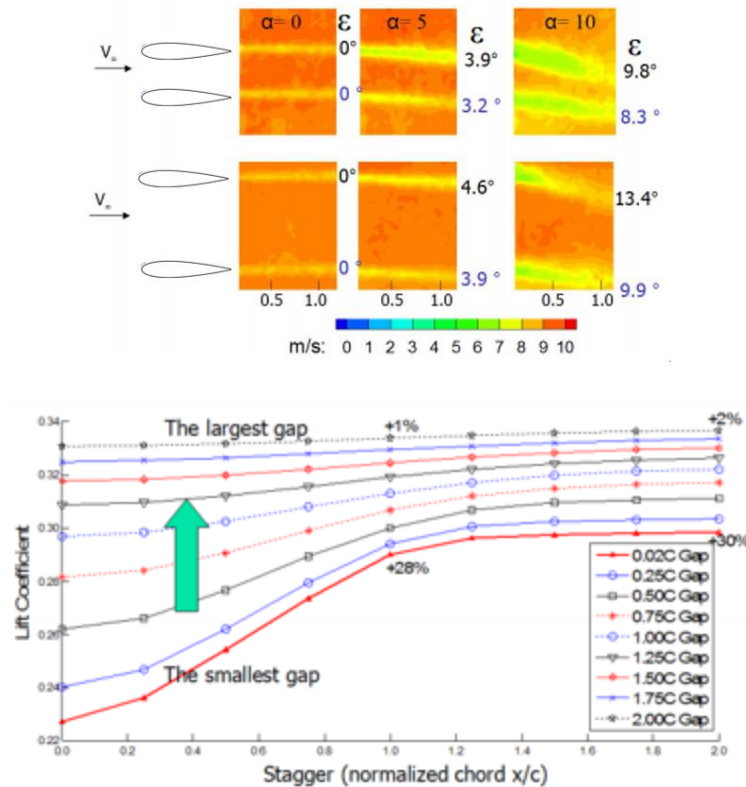 α= 0 ε α= 5 ε α= 10 ε
V∞ 0° 3.9° 9.8°
0° 3.2° 8.3°
V∞ 0° 4.6° 13.4°
0° 3.9° 9.9°
0.5 1.0 0.5 1.0 0.5 1.0
m/s: 0 1 2 3 4 5 6 7 8 9 10
Lift Coefficient
0.34
0.32
0.30
0.28
0.26
0.24
0.22
The largest gap
+1%
+2%
+28%
+30%
The smallest gap
0.02C Gap
0.25C Gap
0.50C Gap
0.75C Gap
1.00C Gap
1.25C Gap
1.50C Gap
1.75C Gap
2.00C Gap
0.0 0.2 0.4 0.6 0.8 1.0 1.2 1.4 1.6 1.8 2.0
Stagger (normalized chord x/c)